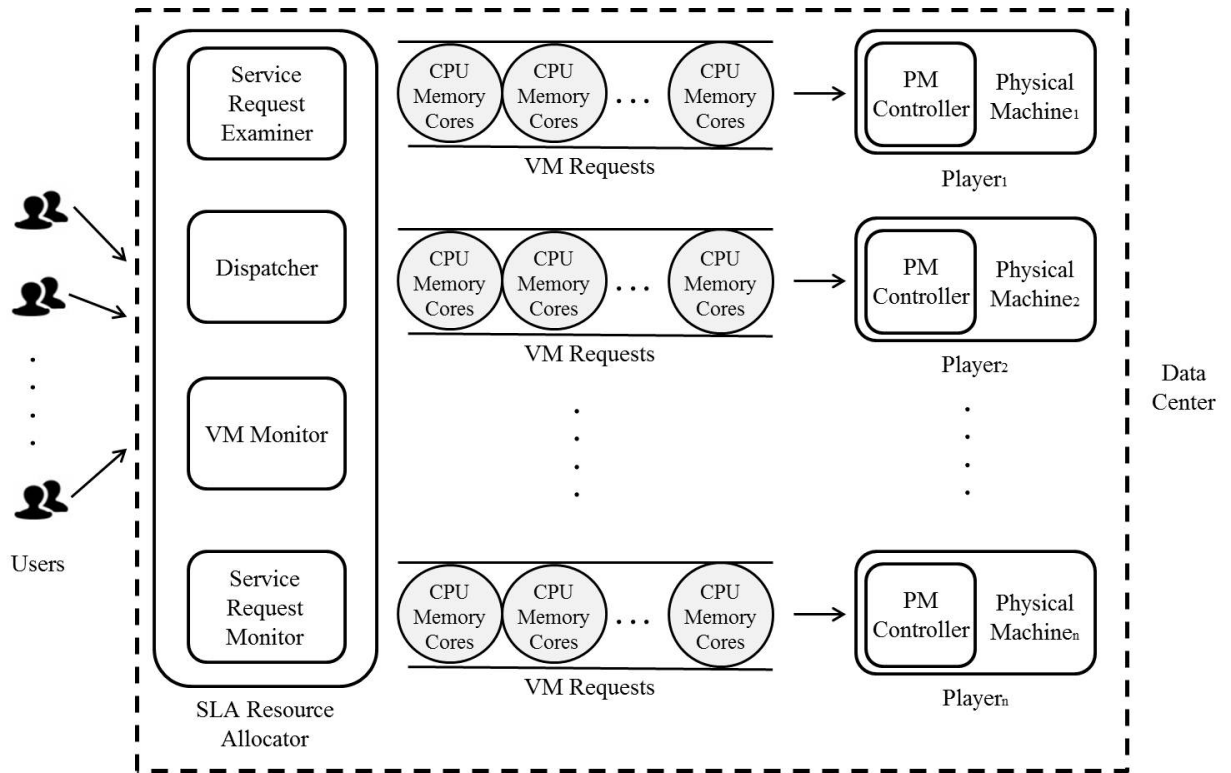 Service
Request
Examiner
Dispatcher
VM Monitor
Service
Request
Monitor
SLA Resource
Allocator
Users
CPU
Memory
Cores
CPU
Memory
Cores
...
CPU
Memory
Cores
VM Requests
PM
Controller
Physical
Machine₁
Player₁
CPU
Memory
Cores
CPU
Memory
Cores
...
CPU
Memory
Cores
VM Requests
PM
Controller
Physical
Machine₂
Player₂
CPU
Memory
Cores
CPU
Memory
Cores
...
CPU
Memory
Cores
VM Requests
PM
Controller
Physical
Machineₙ
Playerₙ
Data
Center